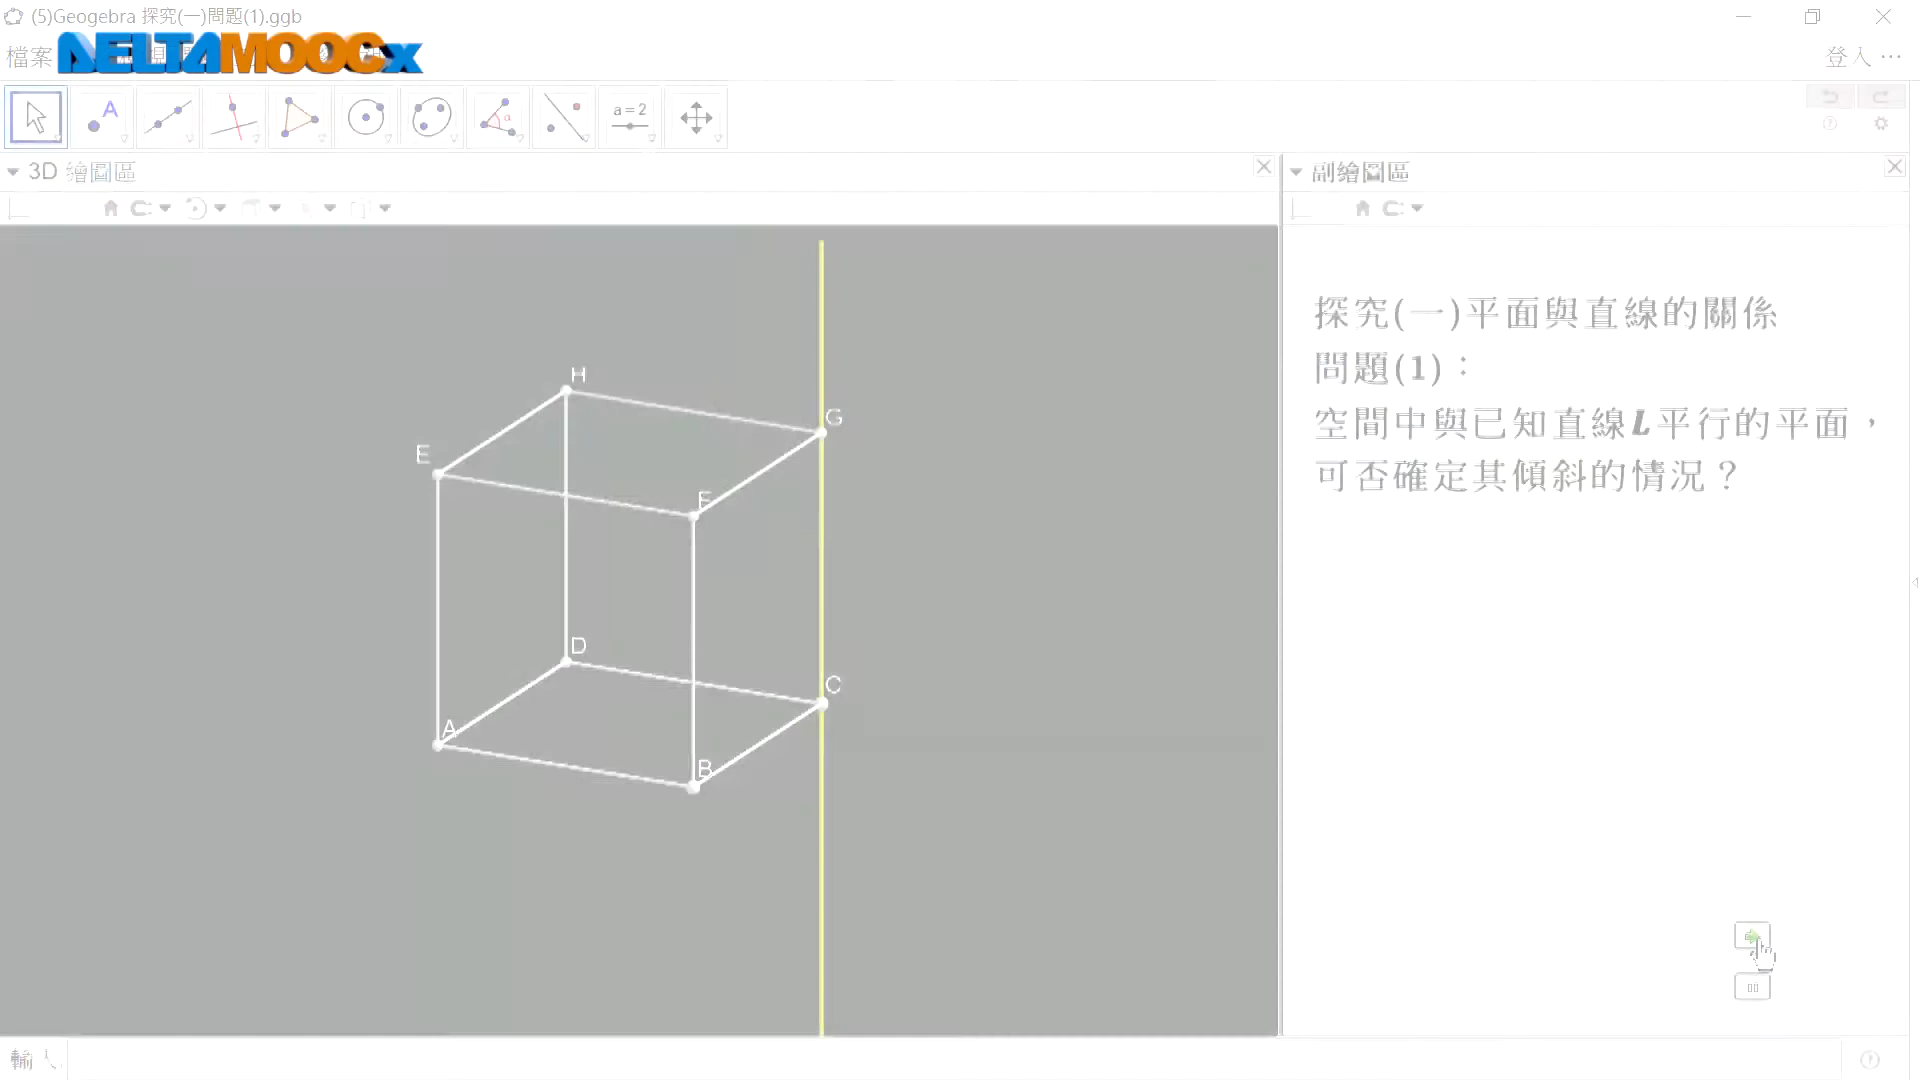 (5)Geogebra 探究(一)問題(1).ggb
檔案
DELTAMOOCx
登入 ...
A
α
a = 2
3D 繪圖區
副繪圖區
探究(一)平面與直線的關係
問題(1)：
空間中與已知直線L平行的平面，
可否確定其傾斜的情況？
H
G
E
F
D
C
A
B
輸入